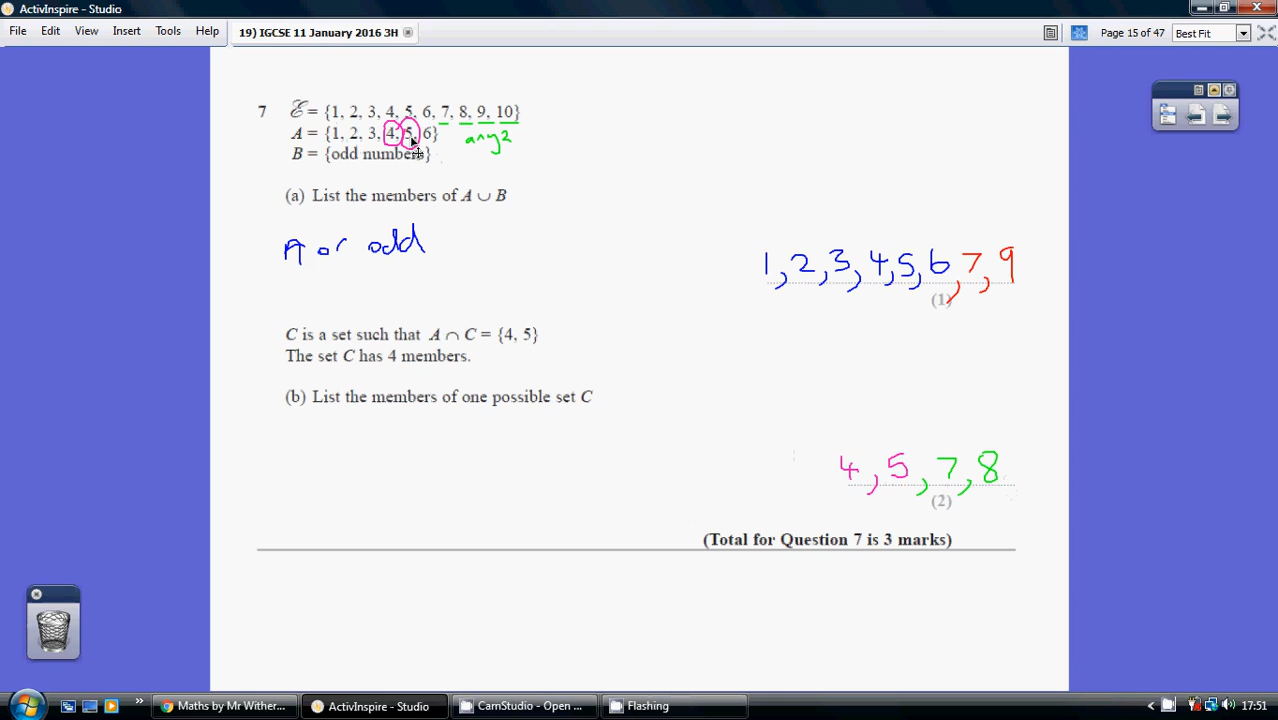 ActivInspire - Studio
File Edit View Insert Tools Help
19) IGCSE 11 January 2016 3H
Page 15 of 47
Best Fit
7 ℰ = {1, 2, 3, 4, 5, 6, 7, 8, 9, 10}
A = {1, 2, 3, 4, 5, 6}
any 2
B = {odd numbers}
(a) List the members of A ∪ B
A or odd
1, 2, 3, 4, 5, 6, 7, 9
(1)
C is a set such that A ∩ C = {4, 5}
The set C has 4 members.
(b) List the members of one possible set C
4, 5, 7, 8
(2)
(Total for Question 7 is 3 marks)
Maths by Mr Wither...
ActivInspire - Studio
CamStudio - Open ...
Flashing
17:51